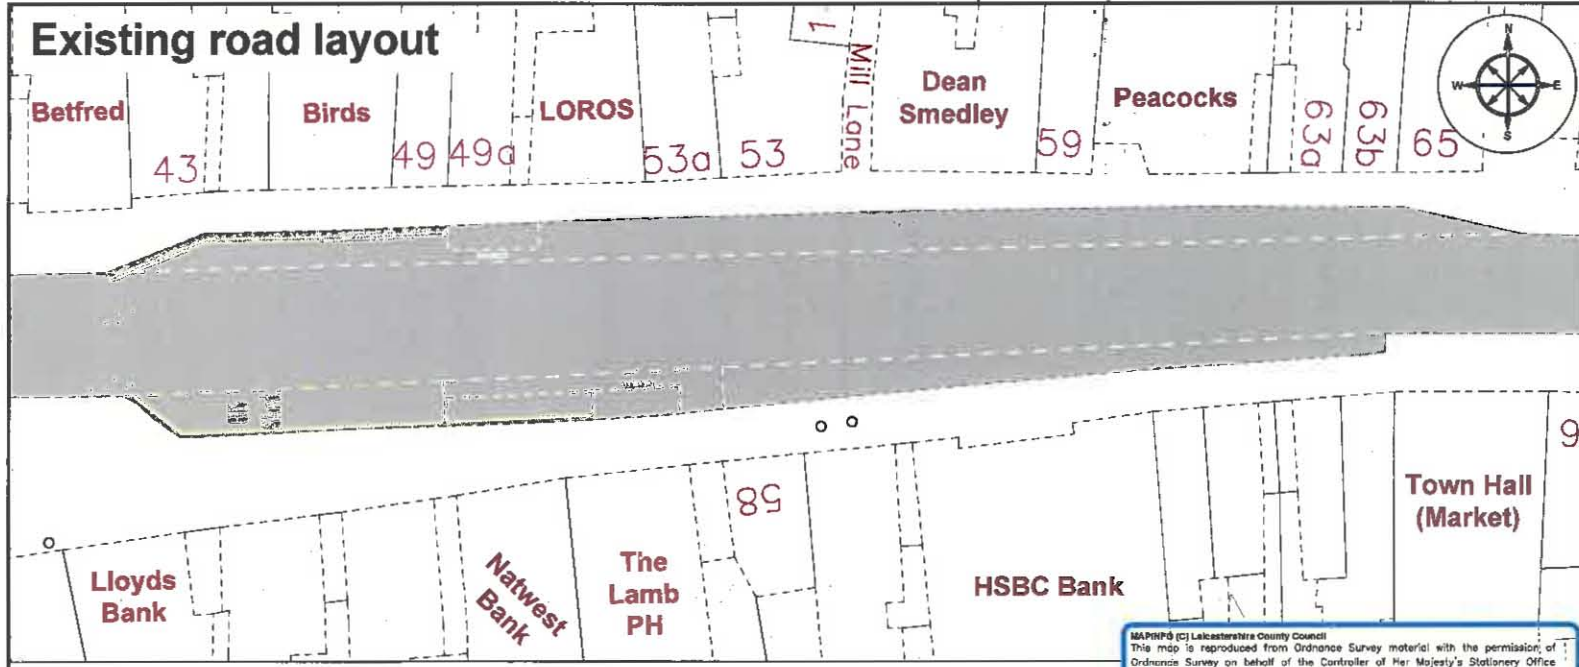 Existing road layout
N
W E
S
1
Mill Lane
Betfred
43
Birds
49
49a
LOROS
53a
53
Dean
Smedley
59
Peacocks
63a
63b
65
Lloyds
Bank
Natwest
Bank
The
Lamb
PH
58
HSBC Bank
Town Hall
(Market)
9
MAPINFO (C) Leicestershire County Council
This map is reproduced from Ordnance Survey material with the permission of
Ordnance Survey on behalf of the Controller of Her Majesty's Stationery Office